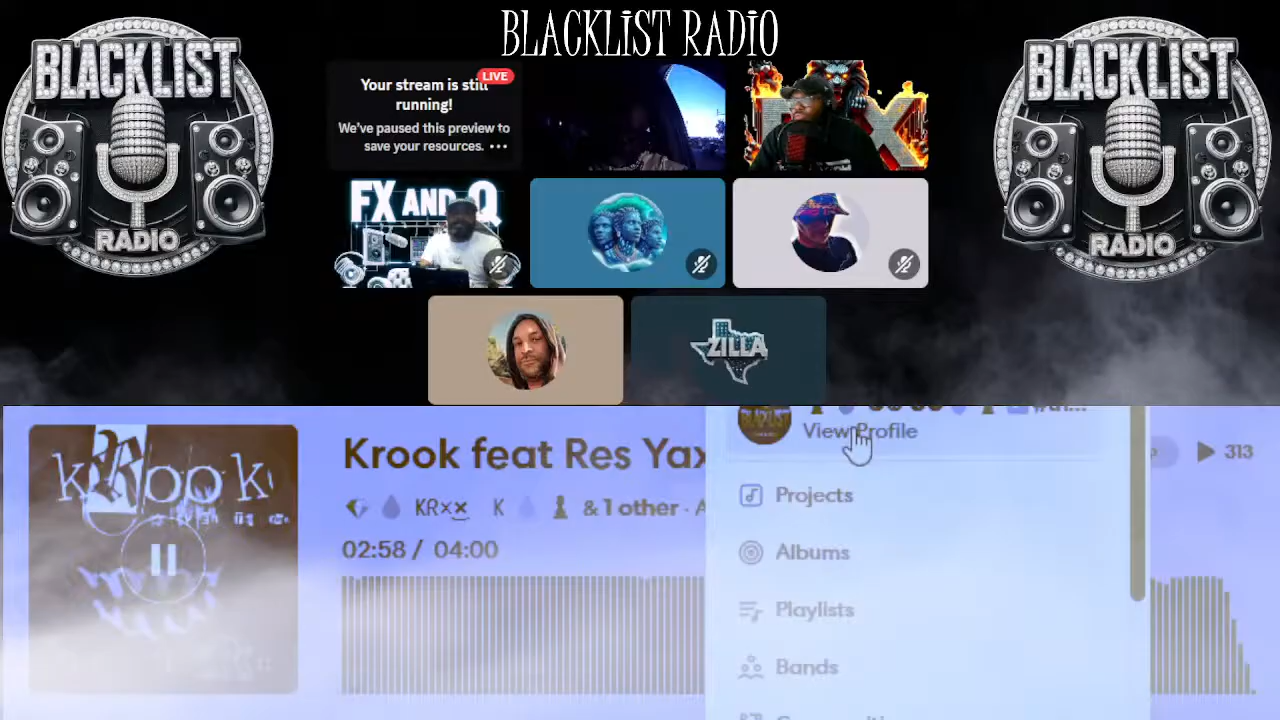 BLACKLIST RADIO
BLACKLIST
RADIO
BLACKLIST
RADIO
LIVE
Your stream is still
running!
We've paused this preview to
save your resources.
FX AND Q
ZILLA
Krook feat Res Yax
KR×× K & 1 other · A
02:58 / 04:00
View Profile
Projects
Albums
Playlists
Bands
313